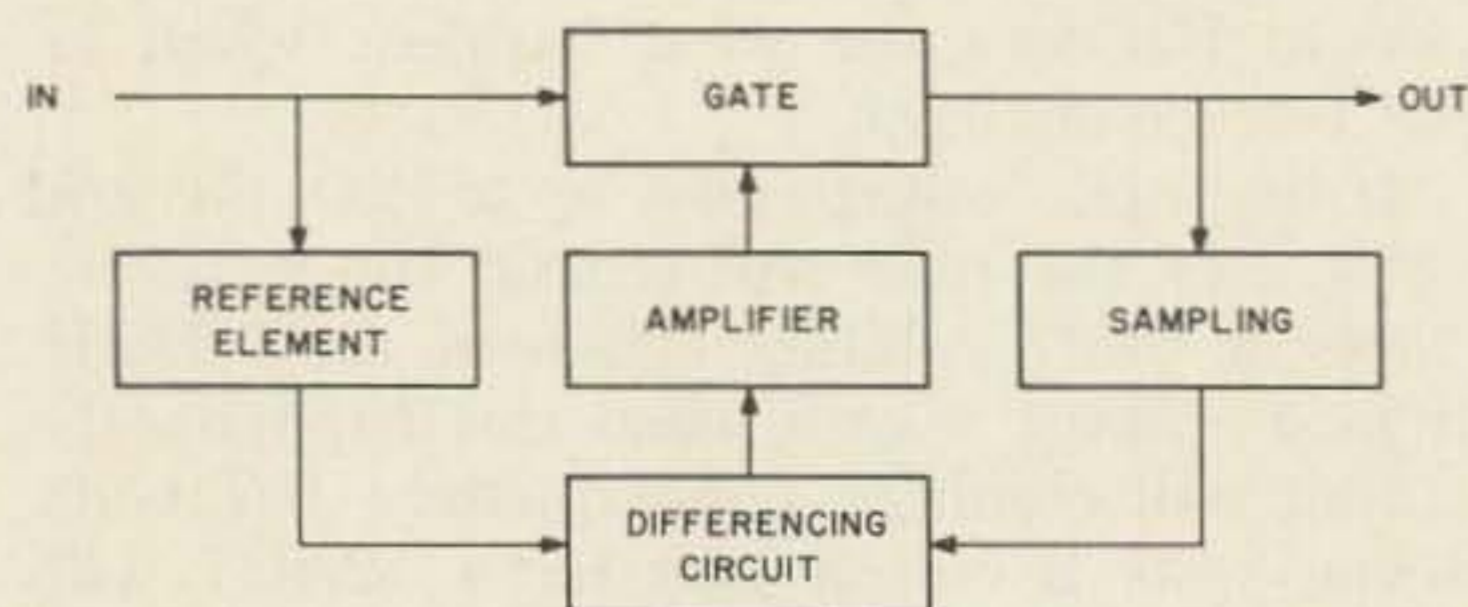 IN
GATE
OUT
REFERENCE
ELEMENT
AMPLIFIER
SAMPLING
DIFFERENCING
CIRCUIT